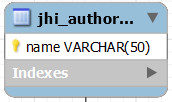 jhi_author...
name VARCHAR(50)
Indexes